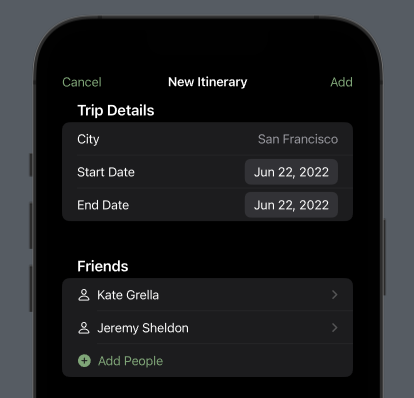 Cancel New Itinerary Add
Trip Details
City San Francisco
Start Date Jun 22, 2022
End Date Jun 22, 2022
Friends
Kate Grella
Jeremy Sheldon
Add People